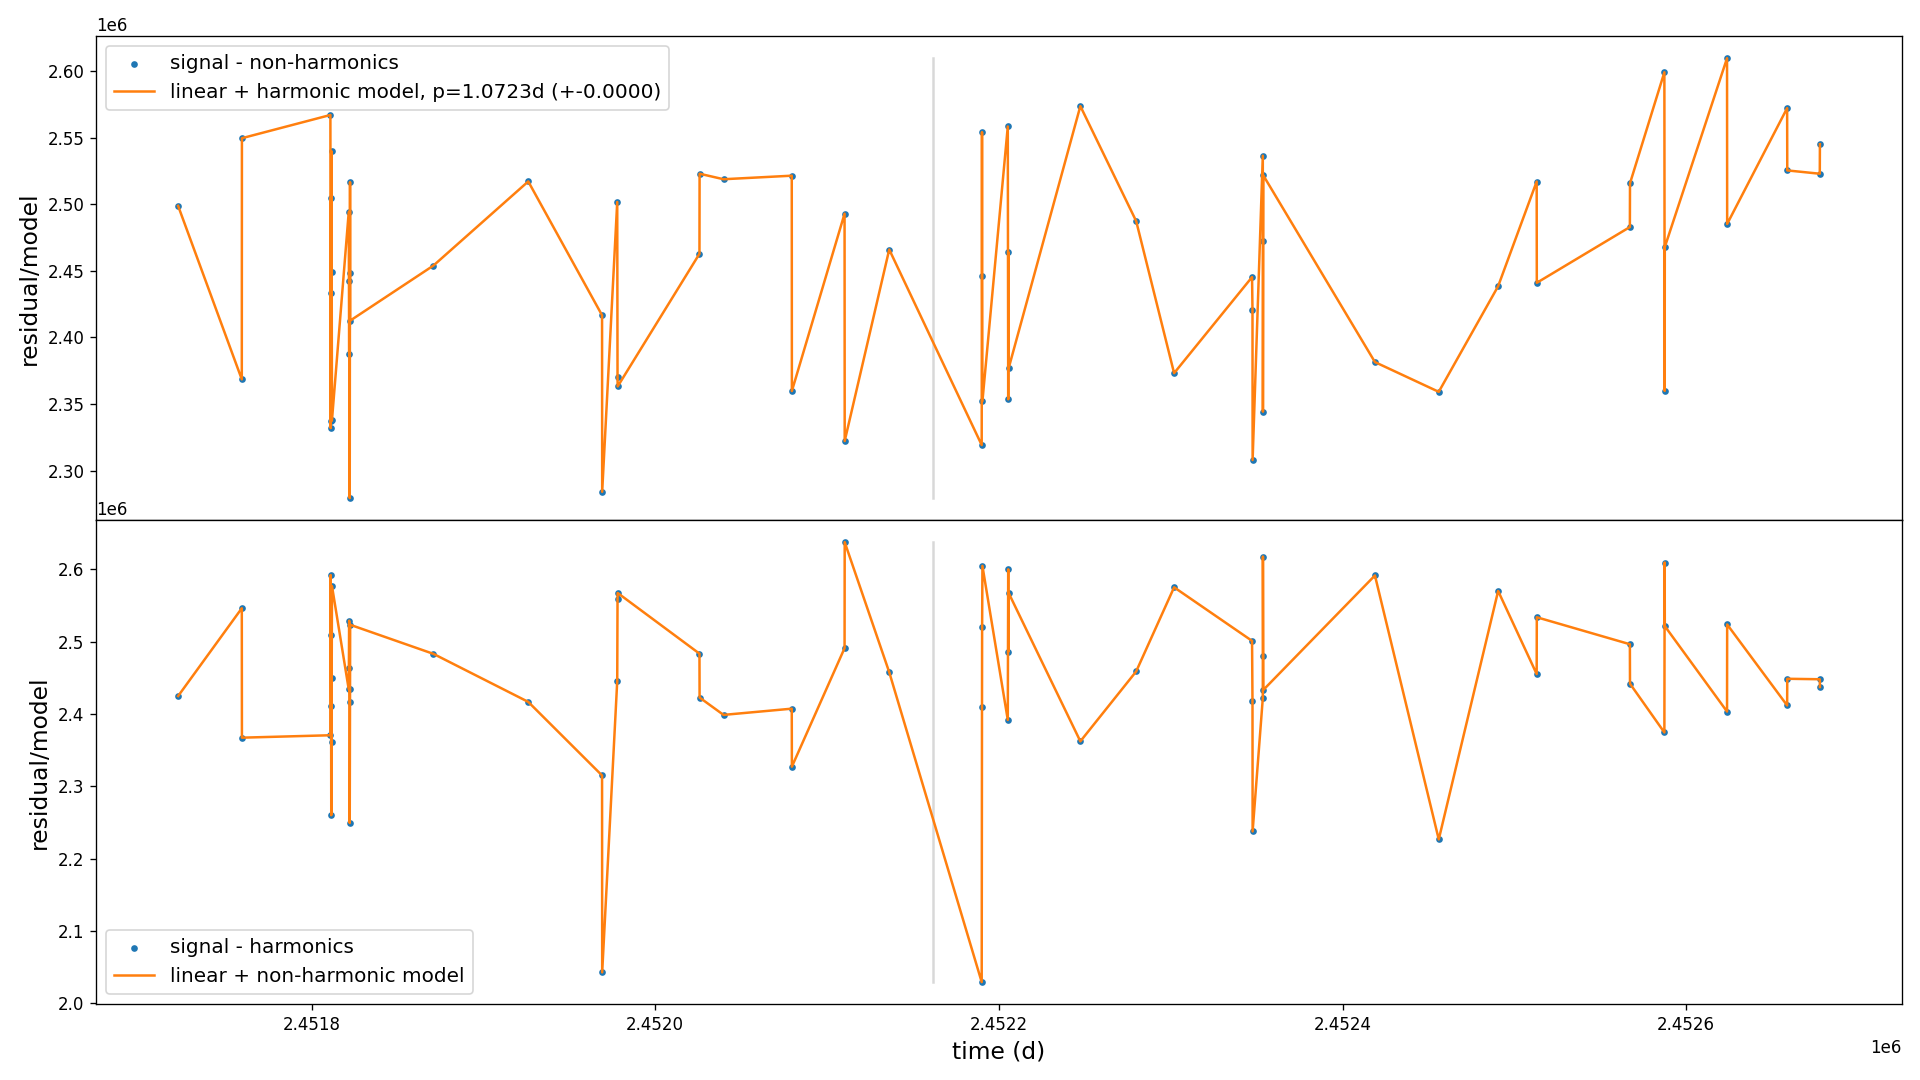 1e6
signal - non-harmonics
linear + harmonic model, p=1.0723d (+-0.0000)
residual/model
2.60
2.55
2.50
2.45
2.40
2.35
2.30
1e6
residual/model
2.6
2.5
2.4
2.3
2.2
2.1
2.0
signal - harmonics
linear + non-harmonic model
2.4518 2.4520 2.4522 2.4524 2.4526
time (d)
1e6